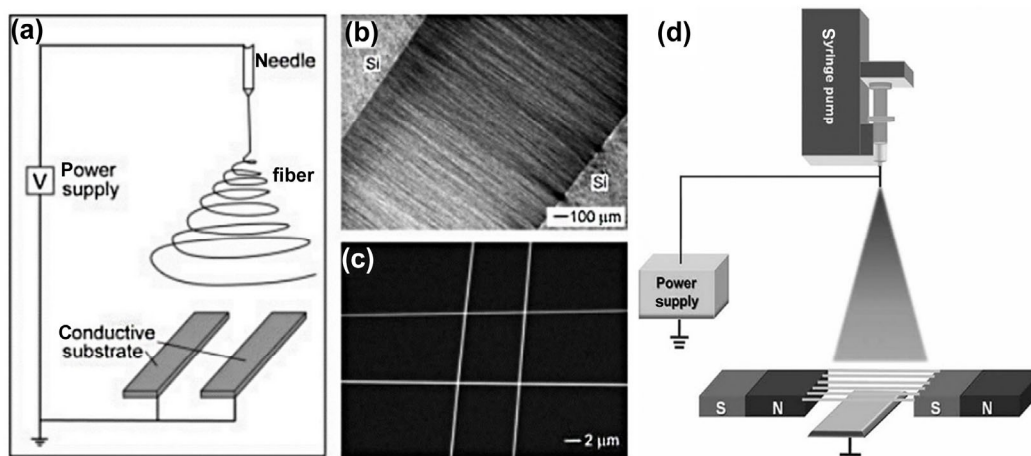 (a)
Needle
V
Power
supply
fiber
Conductive
substrate
(b)
Si
Si
100 μm
(c)
2 μm
(d)
Syringe pump
Power
supply
S
N
S
N